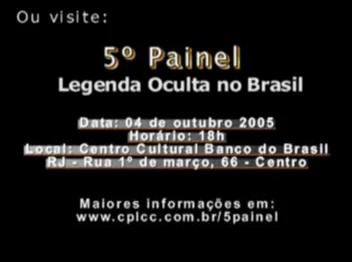 Ou visite:
5º Painel
Legenda Oculta no Brasil
Data: 04 de outubro 2005
Horário: 18h
Local: Centro Cultural Banco do Brasil
RJ - Rua 1º de março, 66 - Centro
Maiores informações em:
www.cplcc.com.br/5painel